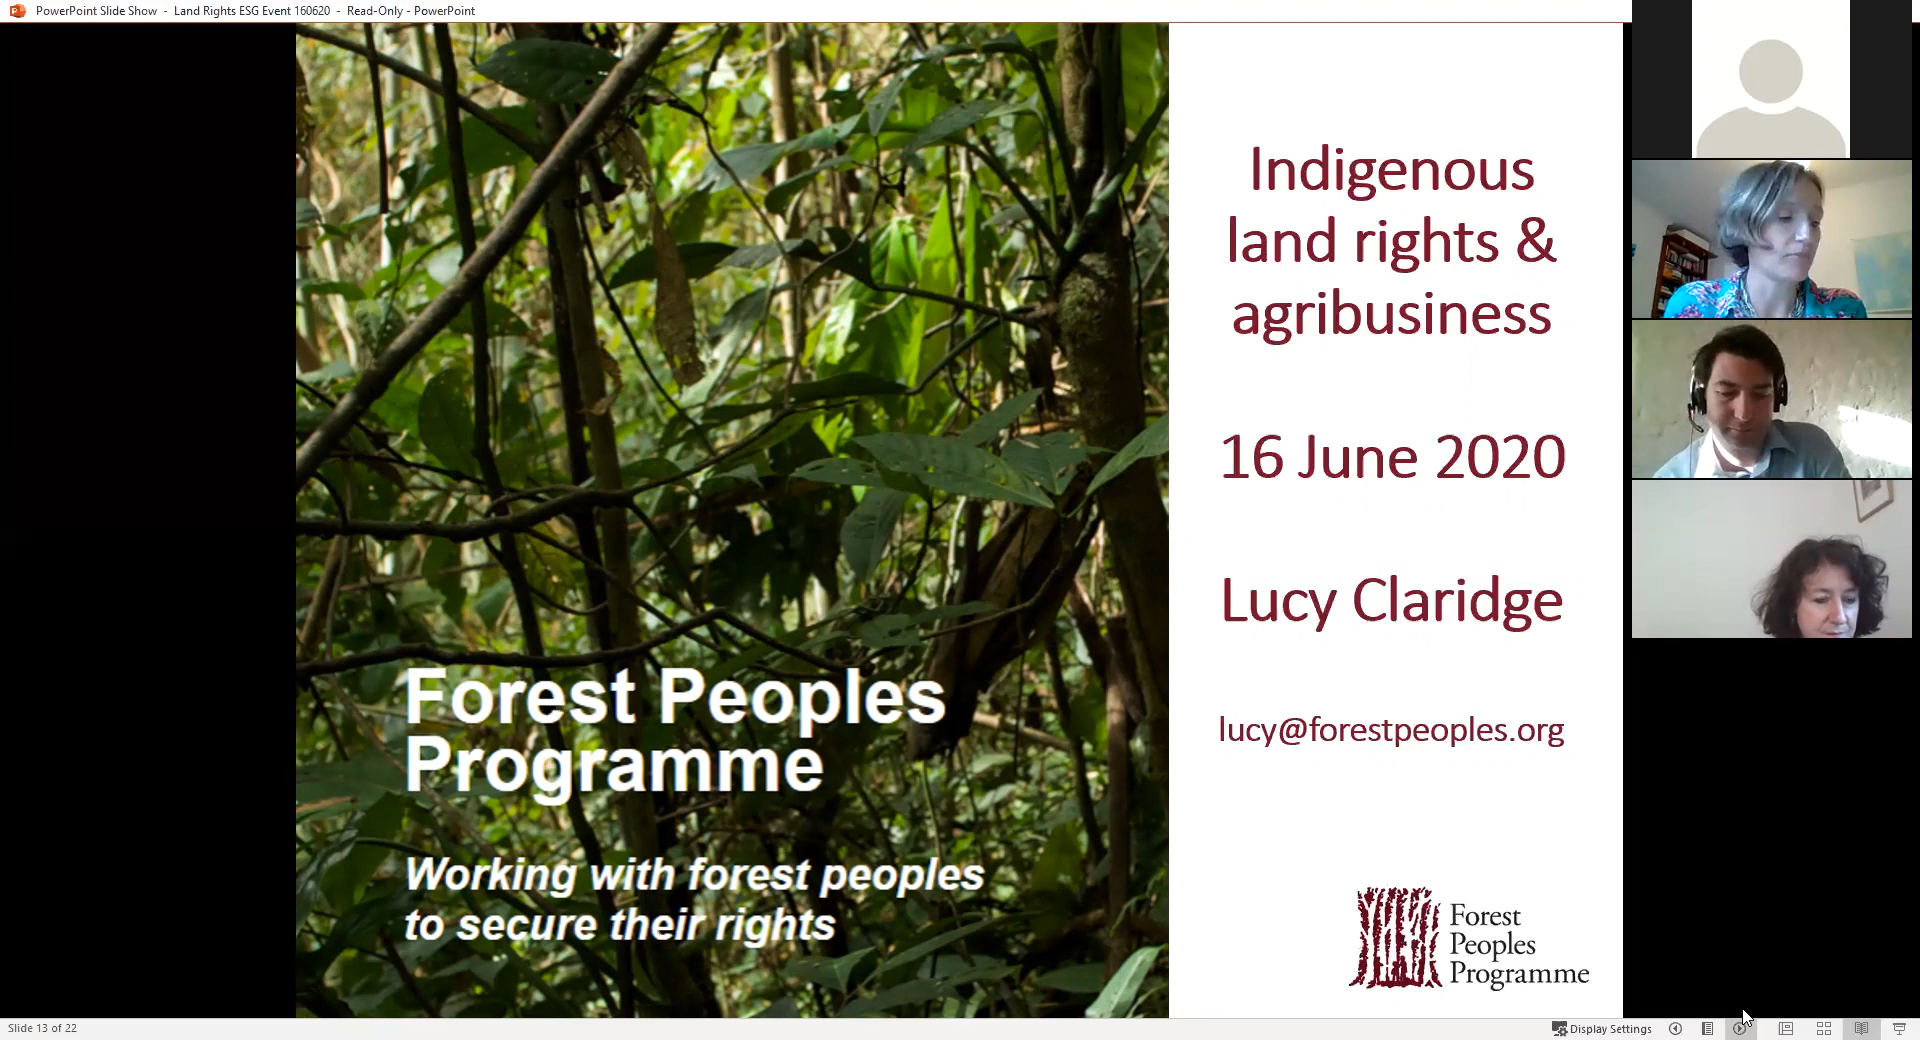 PowerPoint Slide Show - Land Rights ESG Event 160620 - Read-Only - PowerPoint
Forest Peoples
Programme
Working with forest peoples
to secure their rights
Indigenous
land rights &
agribusiness
16 June 2020
Lucy Claridge
lucy@forestpeoples.org
Forest
Peoples
Programme
Slide 13 of 22
Display Settings